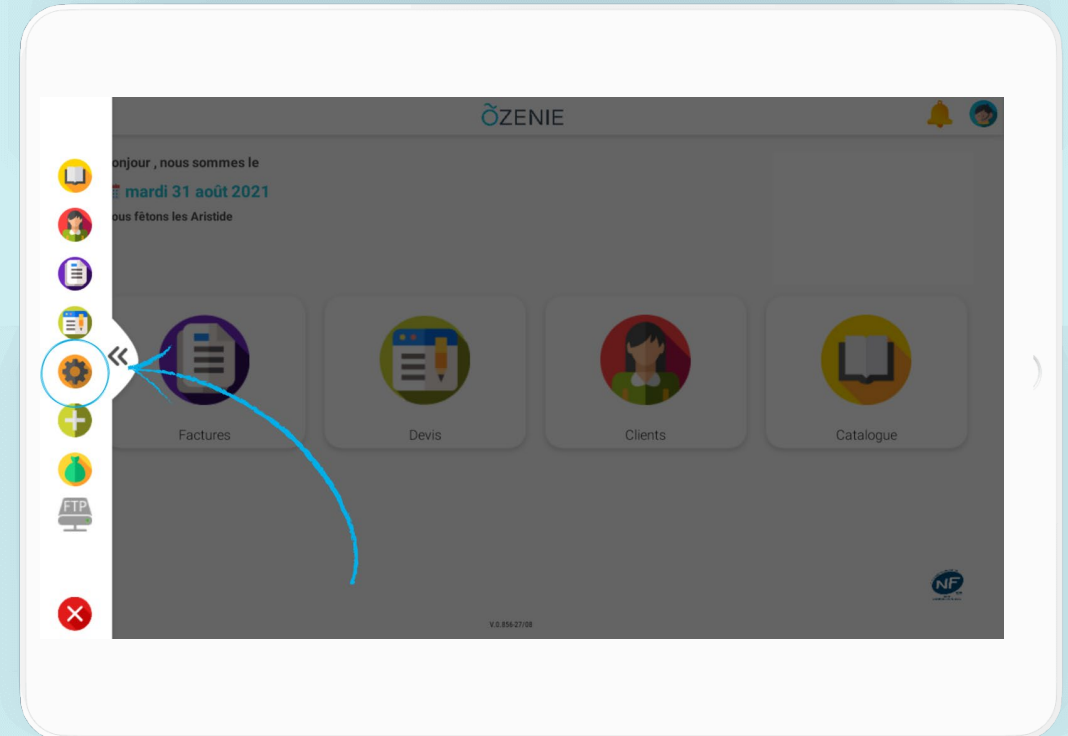 ÕZENIE
onjour , nous sommes le
mardi 31 août 2021
ous fêtons les Aristide
Factures
Devis
Clients
Catalogue
FTP
NF
V.0.856-27/08